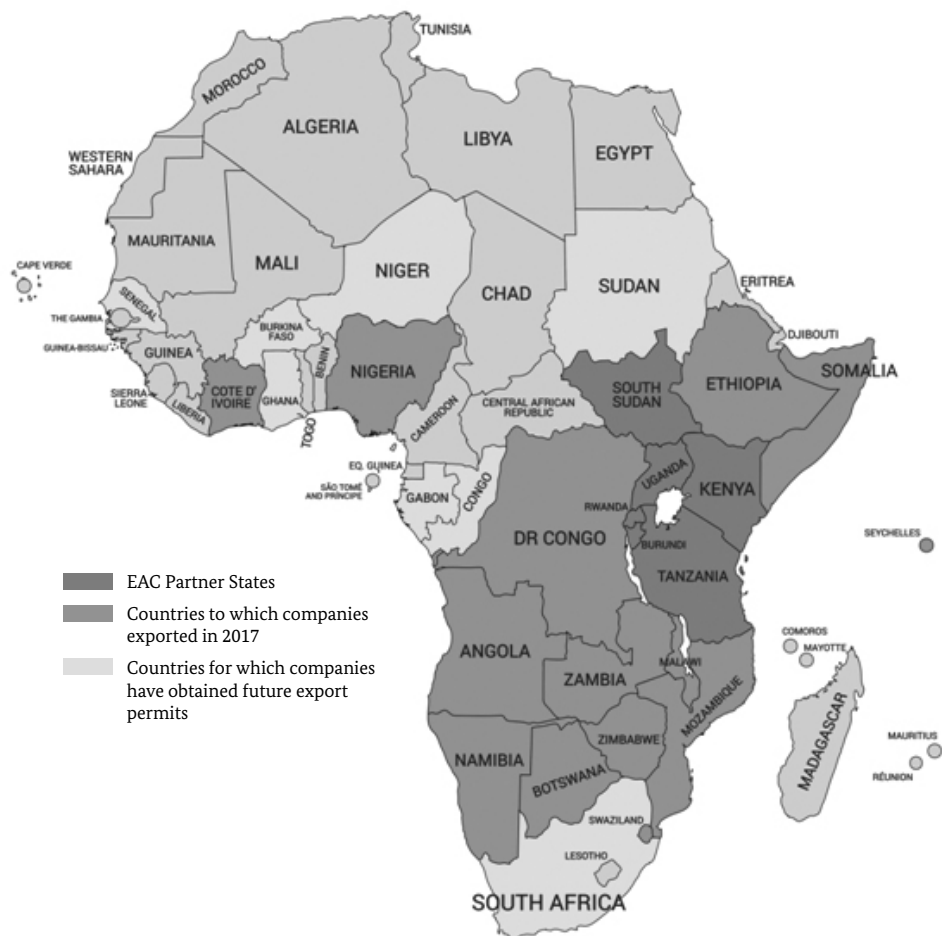 TUNISIA
MOROCCO
ALGERIA
LIBYA
EGYPT
WESTERN
SAHARA
MAURITANIA
MALI
NIGER
CHAD
SUDAN
ERITREA
CAPE VERDE
SENEGAL
THE GAMBIA
GUINEA-BISSAU
GUINEA
BURKINA
FASO
BENIN
NIGERIA
DJIBOUTI
SOMALIA
ETHIOPIA
SOUTH
SUDAN
SIERRA
LEONE
LIBERIA
COTE D'
IVOIRE
GHANA
TOGO
CAMEROON
CENTRAL AFRICAN
REPUBLIC
EQ. GUINEA
SÃO TOMÉ
AND PRÍNCIPE
GABON
CONGO
UGANDA
KENYA
RWANDA
DR CONGO
BURUNDI
TANZANIA
SEYCHELLES
EAC Partner States
Countries to which companies
exported in 2017
Countries for which companies
have obtained future export
permits
ANGOLA
ZAMBIA
MALAWI
MOZAMBIQUE
COMOROS
MAYOTTE
MADAGASCAR
MAURITIUS
RÉUNION
NAMIBIA
ZIMBABWE
BOTSWANA
SWAZILAND
LESOTHO
SOUTH AFRICA